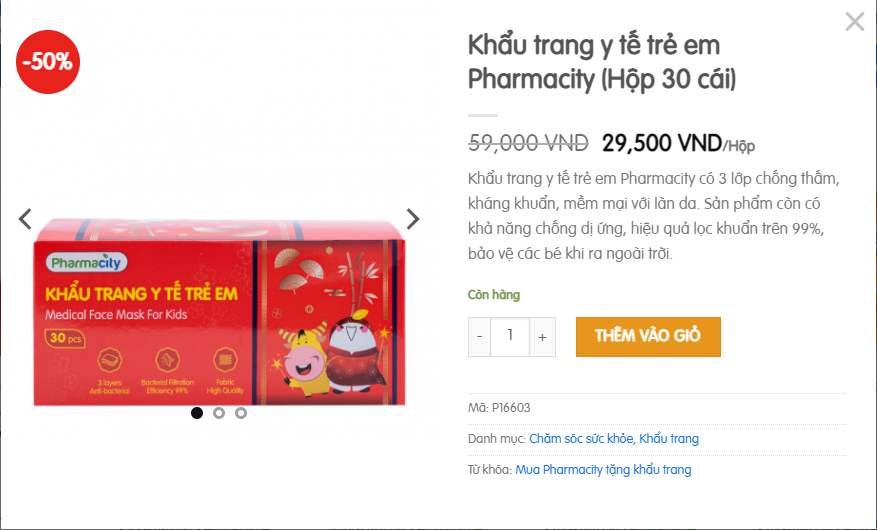 -50%
Pharmacity
KHẨU TRANG Y TẾ TRẺ EM
Medical Face Mask For Kids
30 pcs
3 layers
Anti-bacterial
Bacterial Filtration
Efficiency 99%
Fabric
High Quality
Khẩu trang y tế trẻ em
Pharmacity (Hộp 30 cái)
59,000 VND 29,500 VND/Hộp
Khẩu trang y tế trẻ em Pharmacity có 3 lớp chống thấm,
kháng khuẩn, mềm mại với làn da. Sản phẩm còn có
khả năng chống dị ứng, hiệu quả lọc khuẩn trên 99%,
bảo vệ các bé khi ra ngoài trời.
Còn hàng
- 1 + THÊM VÀO GIỎ
Mã: P16603
Danh mục: Chăm sóc sức khỏe, Khẩu trang
Từ khóa: Mua Pharmacity tặng khẩu trang